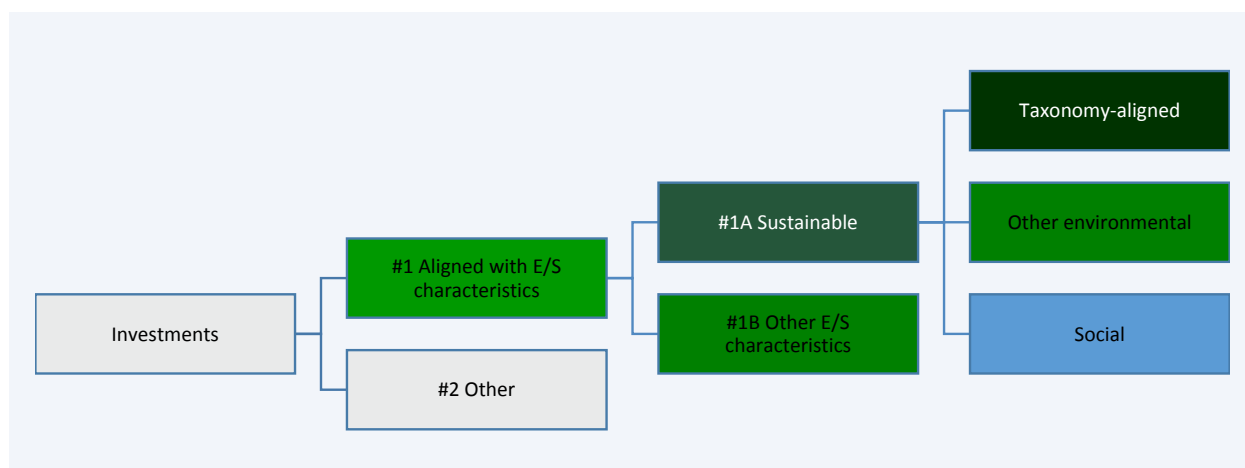 Investments
#1 Aligned with E/S
characteristics
#2 Other
#1A Sustainable
#1B Other E/S
characteristics
Taxonomy-aligned
Other environmental
Social